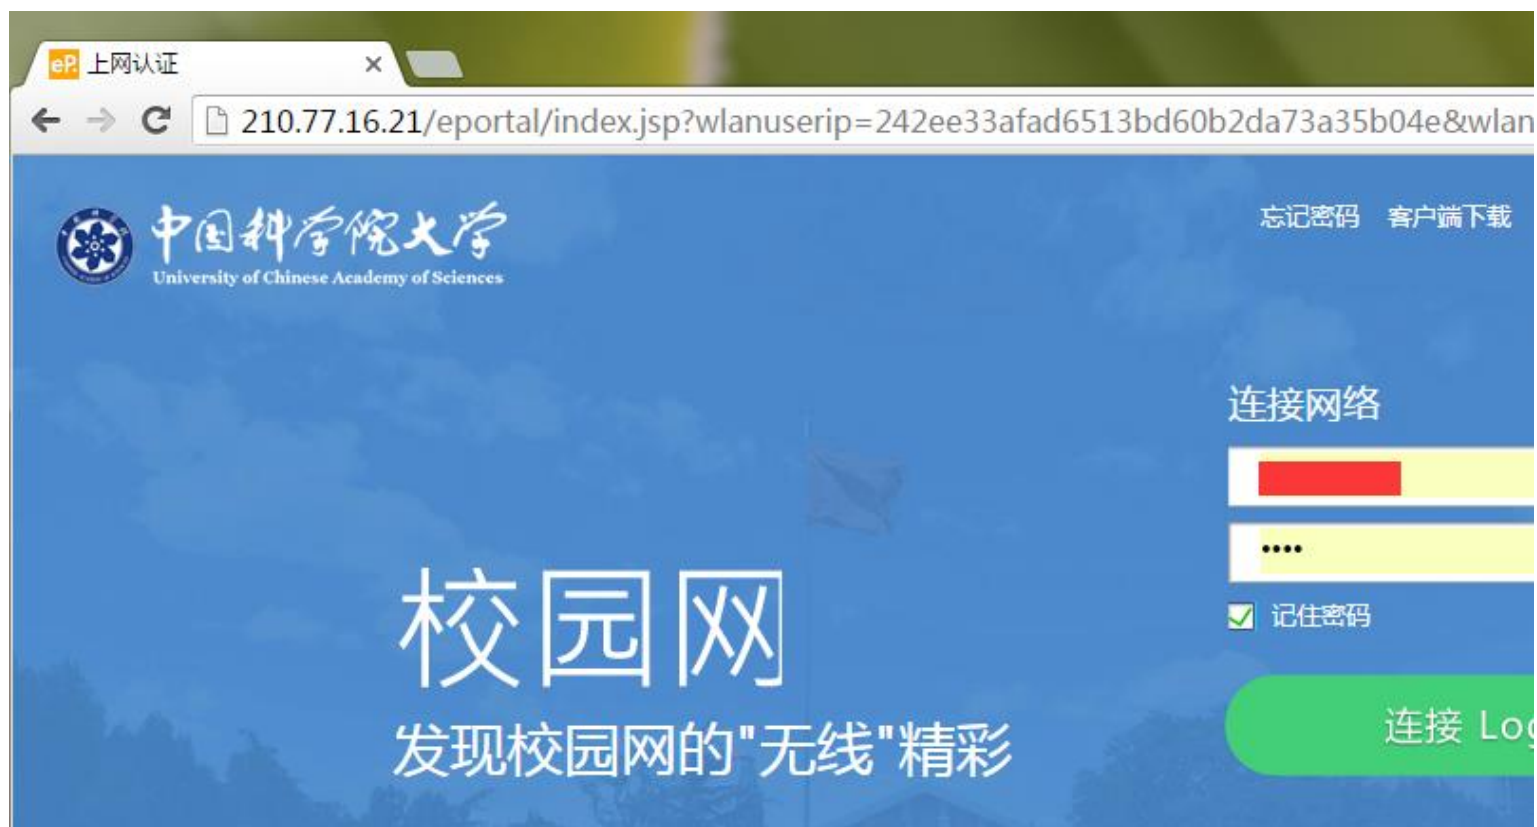 eP. 上网认证
210.77.16.21/eportal/index.jsp?wlanuserip=242ee33afad6513bd60b2da73a35b04e&wlan
中国科学院大学
University of Chinese Academy of Sciences
忘记密码 客户端下载
连接网络
••••
记住密码
校园网
连接 Log
发现校园网的"无线"精彩